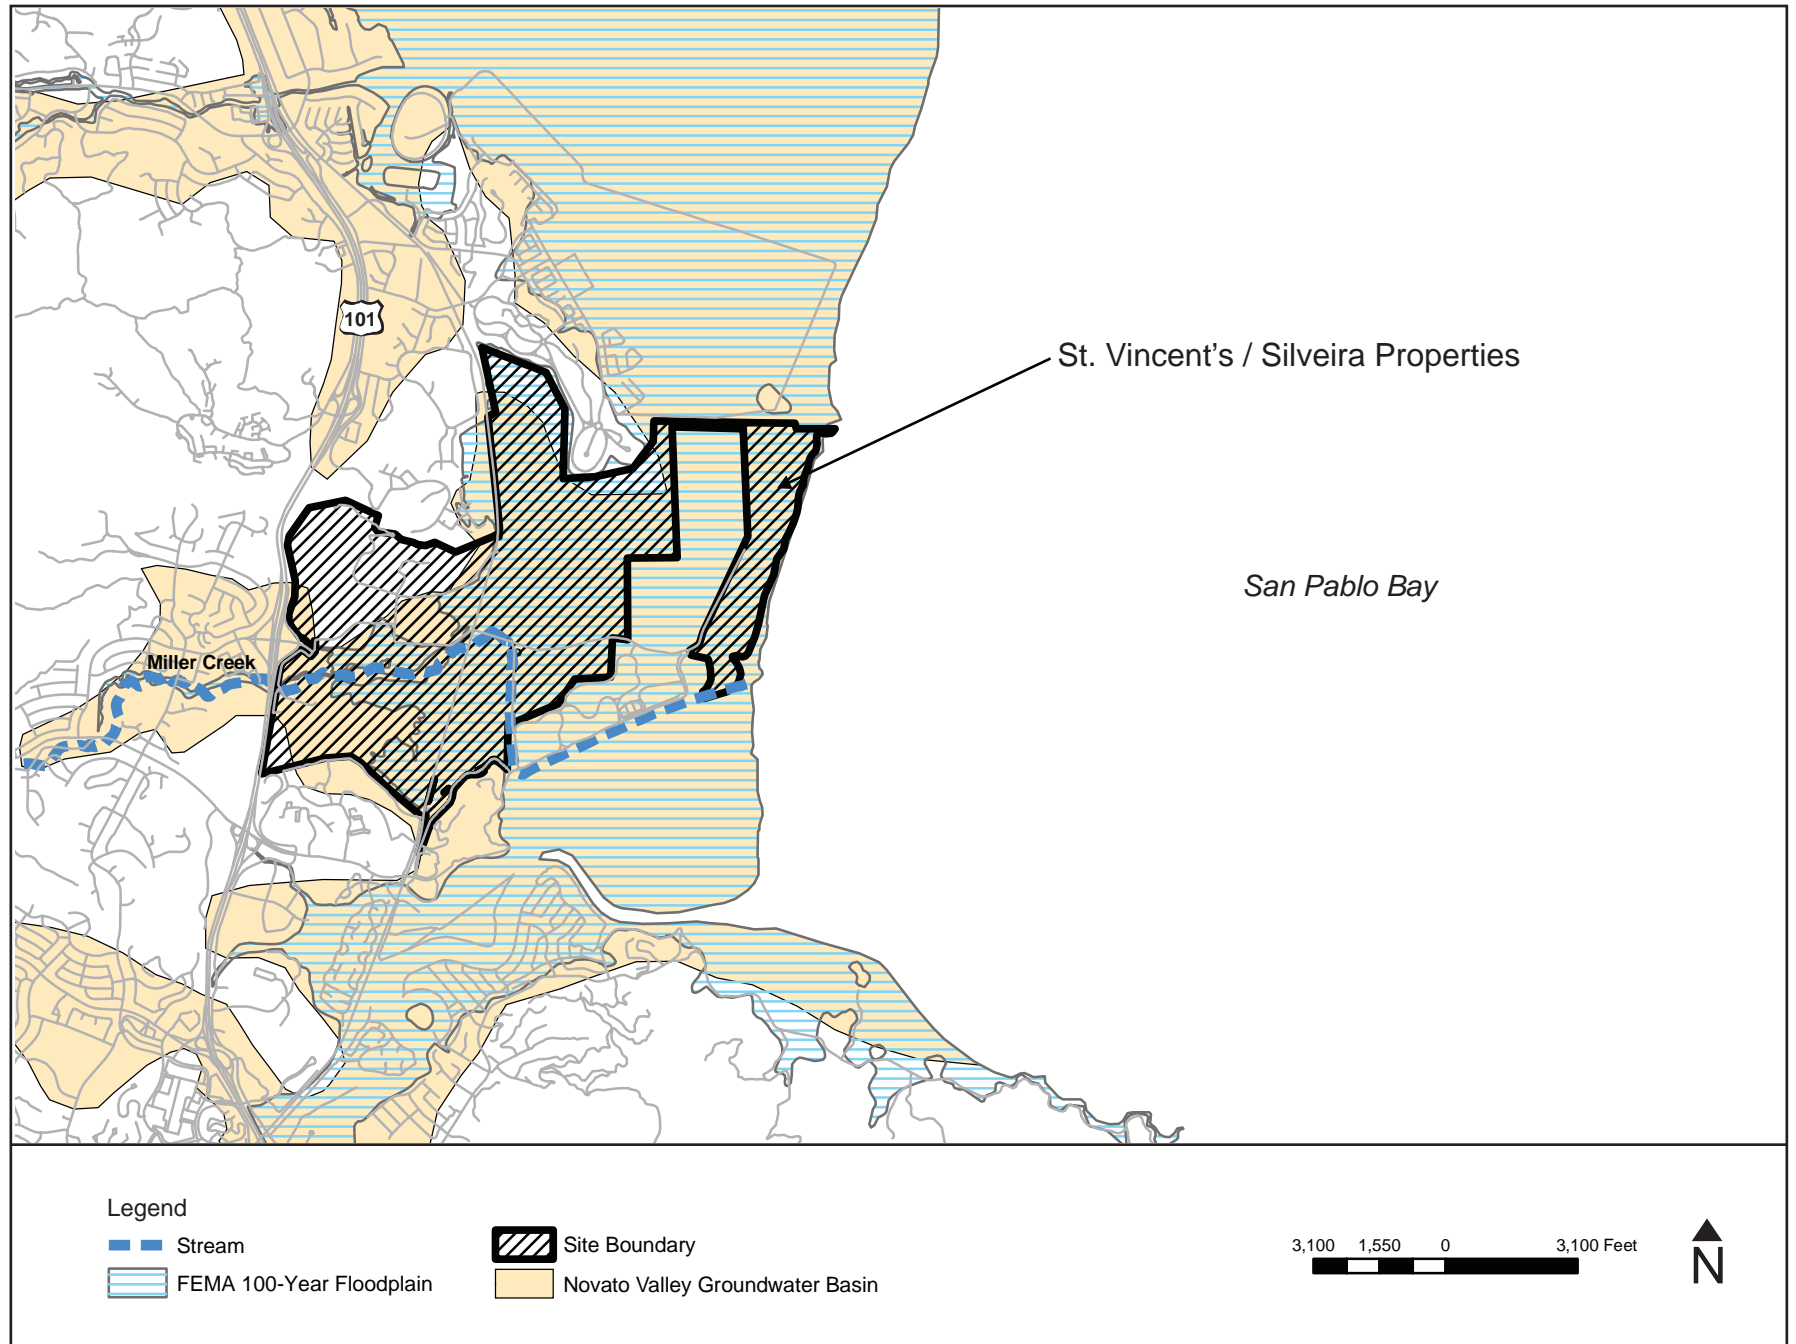 101
St. Vincent's / Silveira Properties
San Pablo Bay
Miller Creek
Legend
Stream
FEMA 100-Year Floodplain
Site Boundary
Novato Valley Groundwater Basin
3,100 1,550 0 3,100 Feet
N